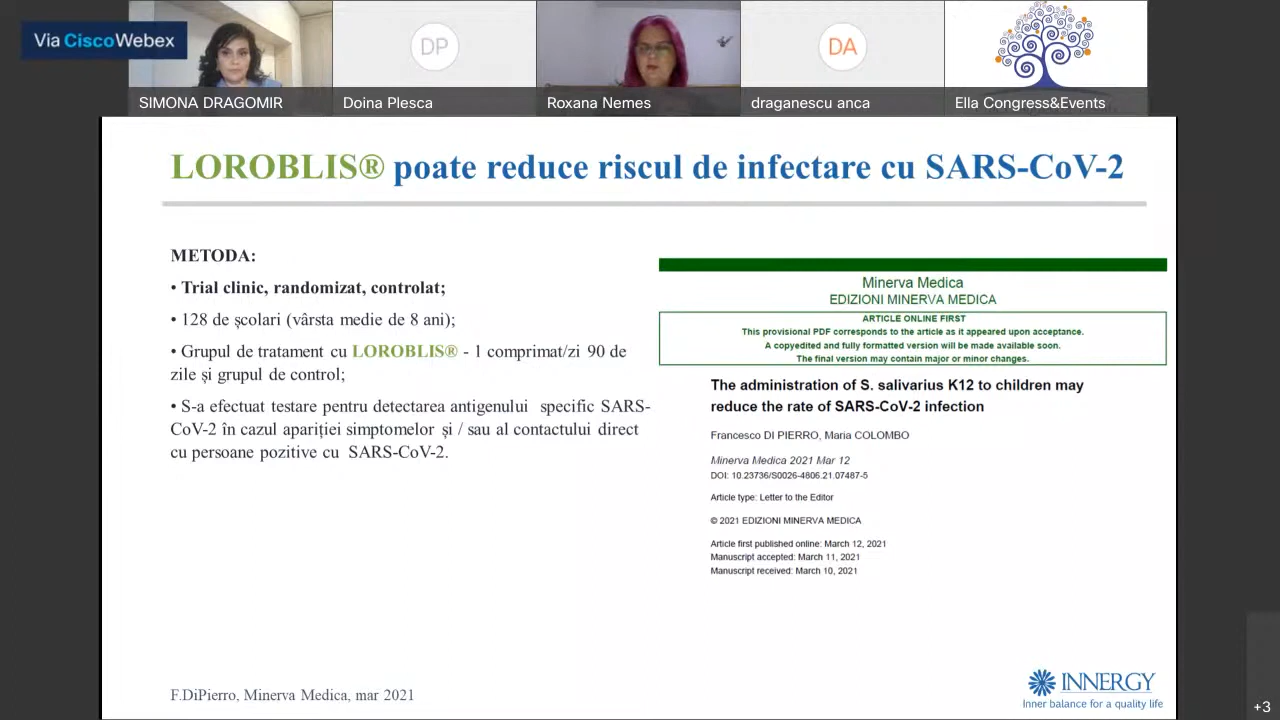 Via CiscoWebex
DP
DA
SIMONA DRAGOMIR
Doina Plesca
Roxana Nemes
draganescu anca
Ella Congress&Events
LOROBLIS® poate reduce riscul de infectare cu SARS-CoV-2
METODA:
• Trial clinic, randomizat, controlat;
• 128 de școlari (vârsta medie de 8 ani);
• Grupul de tratament cu LOROBLIS® - 1 comprimat/zi 90 de
zile și grupul de control;
• S-a efectuat testare pentru detectarea antigenului specific SARS-
CoV-2 în cazul apariției simptomelor și / sau al contactului direct
cu persoane pozitive cu SARS-CoV-2.
Minerva Medica
EDIZIONI MINERVA MEDICA
ARTICLE ONLINE FIRST
This provisional PDF corresponds to the article as it appeared upon acceptance.
A copyedited and fully formatted version will be made available soon.
The final version may contain major or minor changes.
The administration of S. salivarius K12 to children may
reduce the rate of SARS-CoV-2 infection
Francesco DI PIERRO, Maria COLOMBO
Minerva Medica 2021 Mar 12
DOI: 10.23736/S0026-4806.21.07487-5
Article type: Letter to the Editor
© 2021 EDIZIONI MINERVA MEDICA
Article first published online: March 12, 2021
Manuscript accepted: March 11, 2021
Manuscript received: March 10, 2021
F.DiPierro, Minerva Medica, mar 2021
INNERGY
Inner balance for a quality life
+3